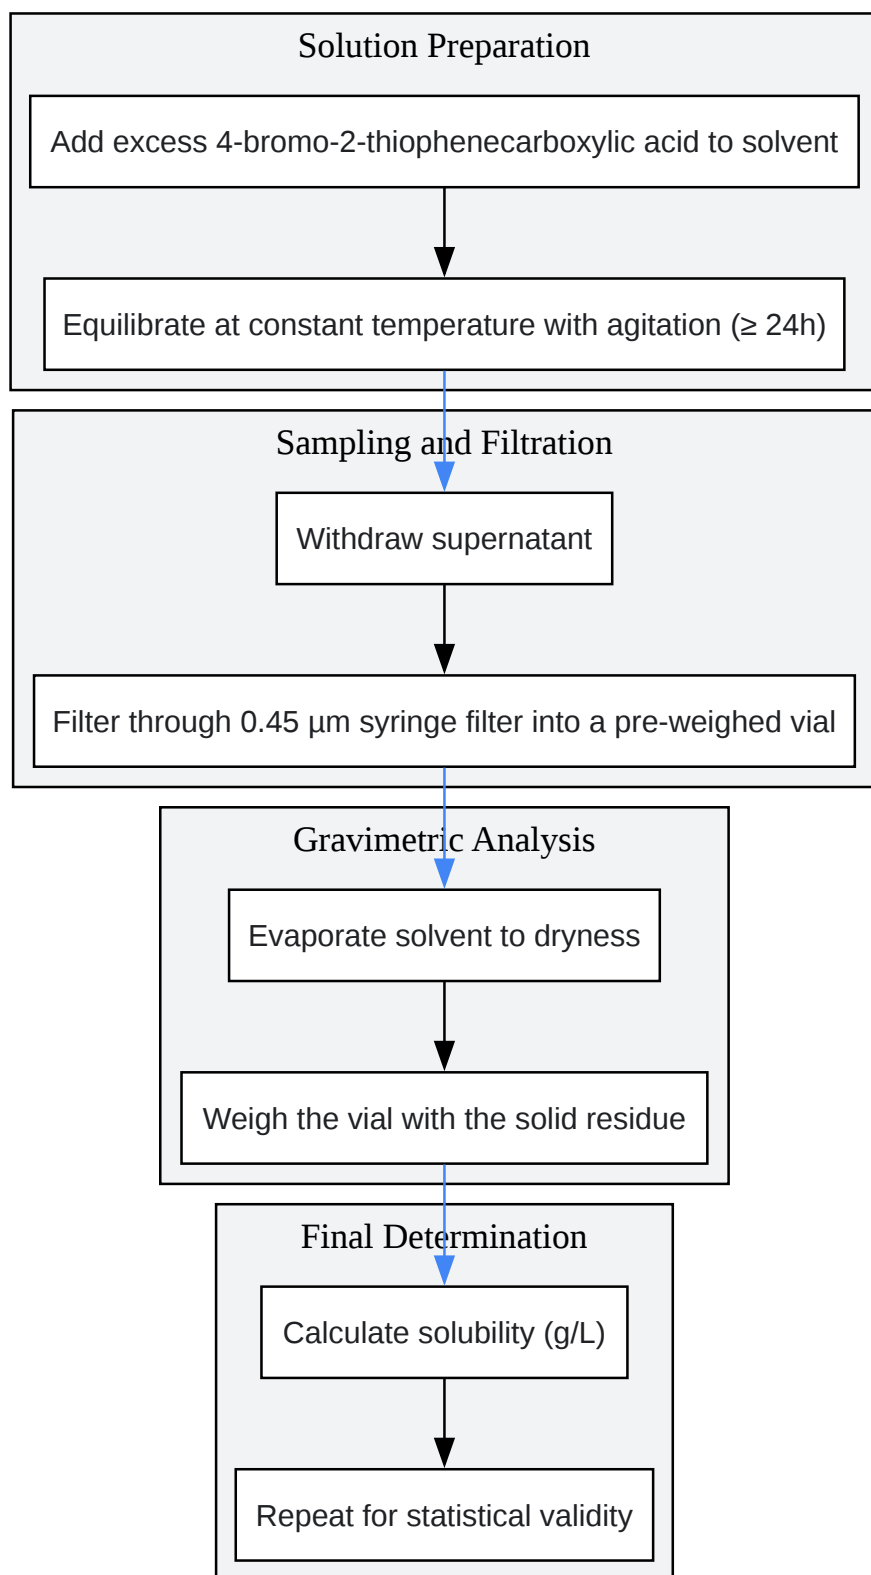 Solution Preparation
Add excess 4-bromo-2-thiophenecarboxylic acid to solvent
Equilibrate at constant temperature with agitation (≥ 24h)
Sampling and Filtration
Withdraw supernatant
Filter through 0.45 µm syringe filter into a pre-weighed vial
Gravimetric Analysis
Evaporate solvent to dryness
Weigh the vial with the solid residue
Final Determination
Calculate solubility (g/L)
Repeat for statistical validity